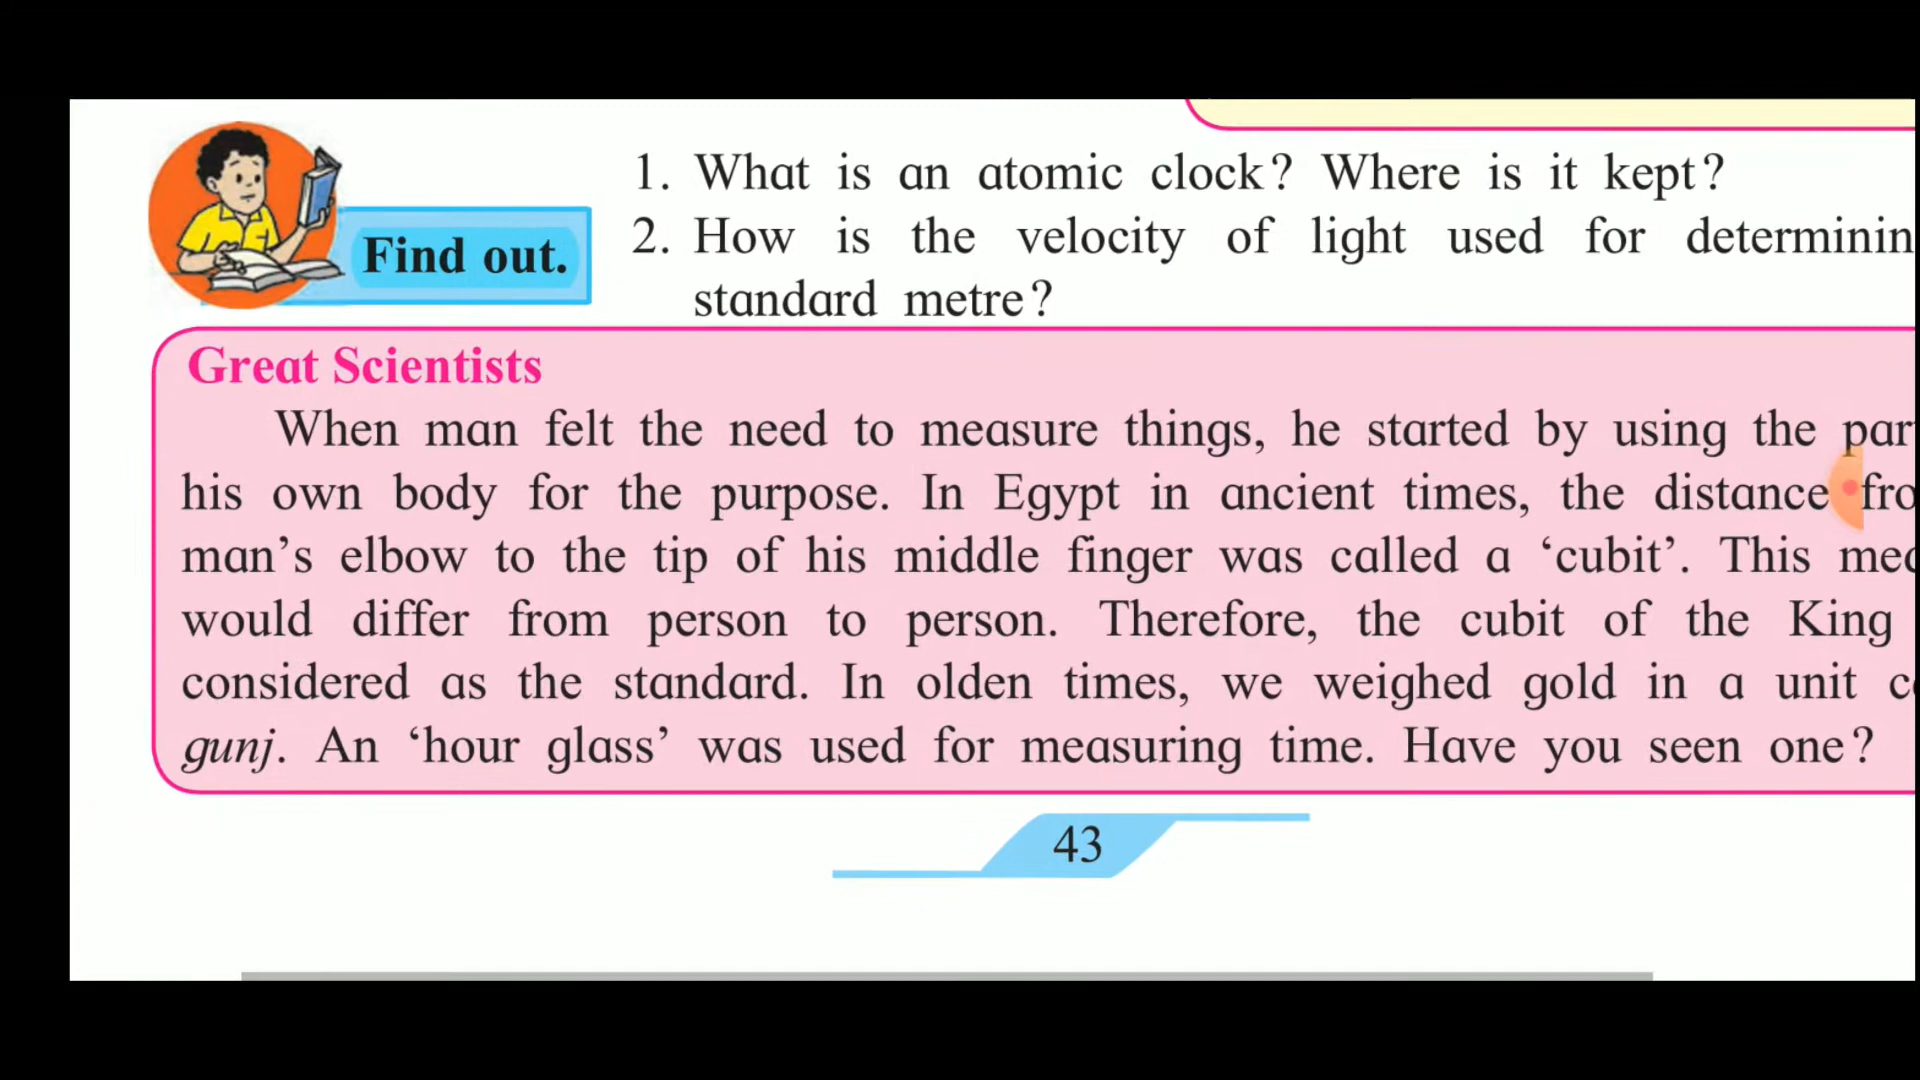 1. What is an atomic clock? Where is it kept?
Find out.
2. How is the velocity of light used for
standard metre?
Great Scientists
When man felt the need to measure things, he started by using the
his own body for the purpose. In Egypt in ancient times, the distance
man's elbow to the tip of his middle finger was called a ‘cubit’. This
would differ from person to person. Therefore, the cubit of the King
considered as the standard. In olden times, we weighed gold in a unit
gunj. An ‘hour glass’ was used for measuring time. Have you seen one?
43